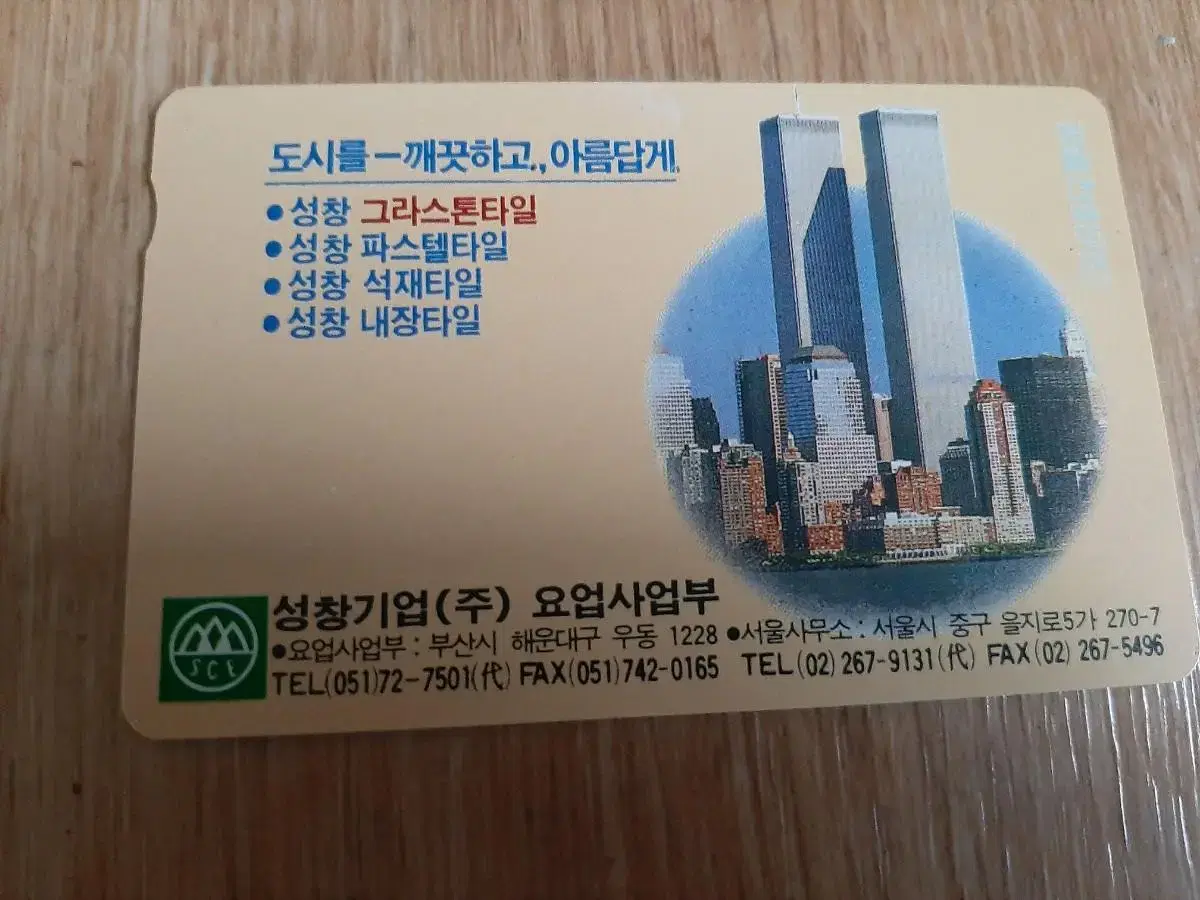 도시를－깨끗하고.,아름답게.
●성창 그라스톤타일
●성창 파스텔타일
●성창 석재타일
●성창 내장타일
성창기업(주) 요업사업부
●요업사업부 : 부산시 해운대구 우동 1228
TEL(051)72-7501(代) FAX(051)742-0165
●서울사무소 : 서울시 중구 을지로5가 270-7
TEL(02)267-9131(代) FAX(02) 267-5496
SCE